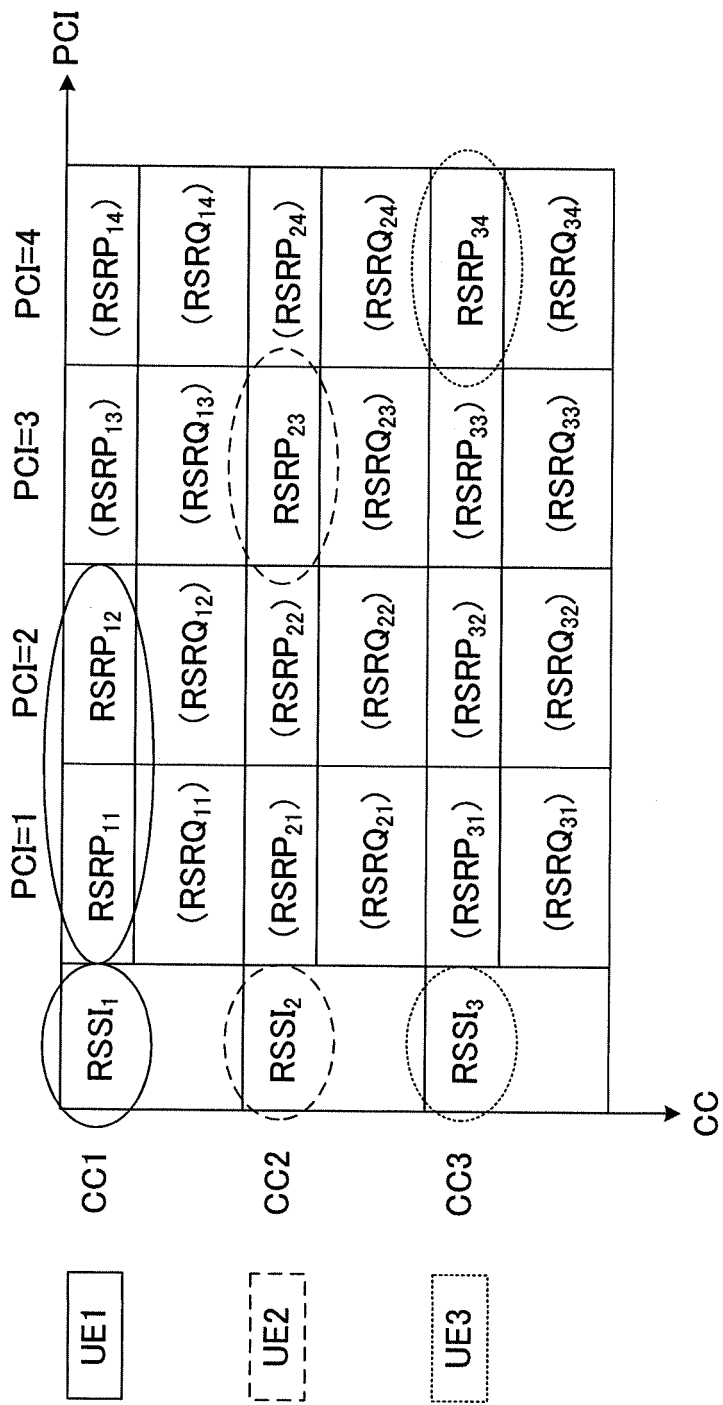 PCI
PCI=1 PCI=2 PCI=3 PCI=4
UE1 CC1 RSSI₁ RSRP₁₁ RSRP₁₂ (RSRP₁₃) (RSRP₁₄)
(RSRQ₁₁) (RSRQ₁₂) (RSRQ₁₃) (RSRQ₁₄)
UE2 CC2 RSSI₂ (RSRP₂₁) (RSRP₂₂) RSRP₂₃ (RSRP₂₄)
(RSRQ₂₁) (RSRQ₂₂) (RSRQ₂₃) (RSRQ₂₄)
UE3 CC3 RSSI₃ (RSRP₃₁) (RSRP₃₂) (RSRP₃₃) RSRP₃₄
(RSRQ₃₁) (RSRQ₃₂) (RSRQ₃₃) (RSRQ₃₄)
CC